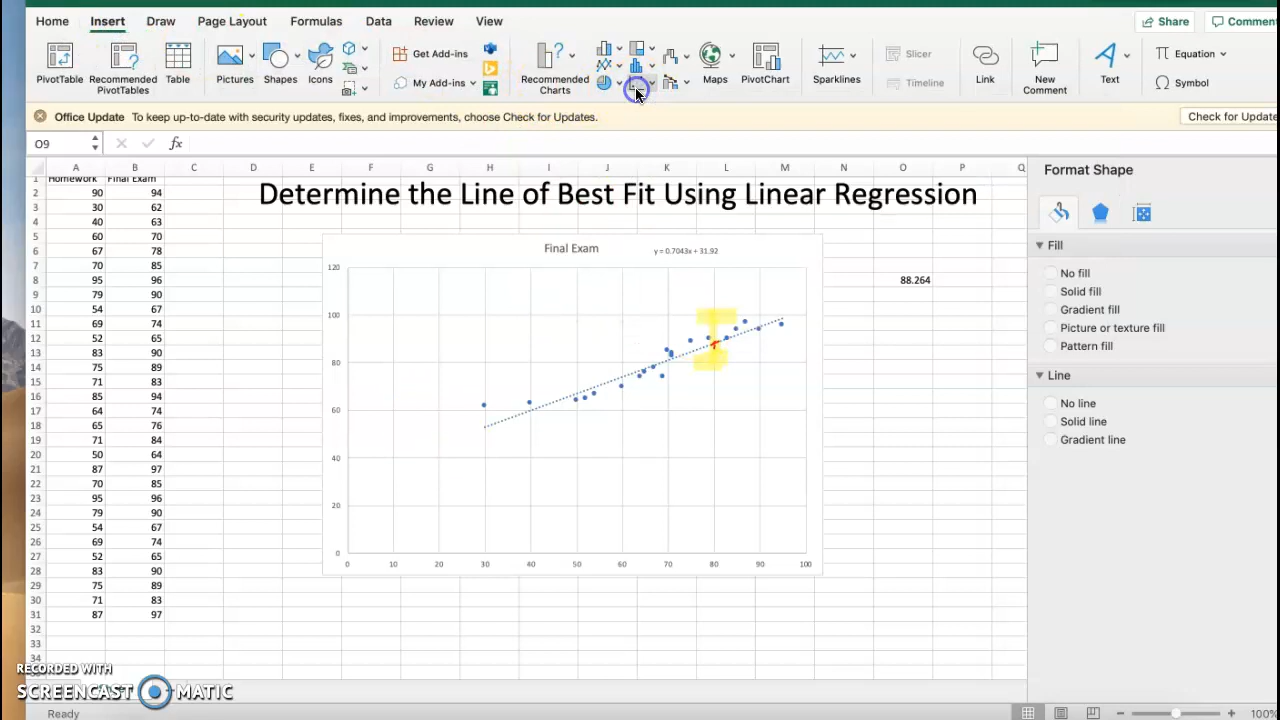 Home Insert Draw Page Layout Formulas Data Review View Share
PivotTable Recommended PivotTables Table Pictures Shapes Icons Get Add-ins My Add-ins Recommended Charts Maps PivotChart Sparklines Slicer Timeline Link New Comment Text Equation Symbol
Office Update To keep up-to-date with security updates, fixes, and improvements, choose Check for Updates.
O9 fx
A B C D E F G H I J K L M N O P Q
1 Homework Final Exam
Determine the Line of Best Fit Using Linear Regression
2 90 94
3 30 62
4 40 63
5 60 70
6 67 78
7 70 85
8 95 96 88.264
9 79 90
10 54 67
11 69 74
12 52 65
13 83 90
14 75 89
15 71 83
16 85 94
17 64 74
18 65 76
19 71 84
20 50 64
21 87 97
22 70 85
23 95 96
24 79 90
25 54 67
26 69 74
27 52 65
28 83 90
29 75 89
30 71 83
31 87 97
32
33
34
Final Exam
y = 0.7043x + 31.92
120
100
80
60
40
20
0
0 10 20 30 40 50 60 70 80 90 100
Format Shape
Fill
No fill
Solid fill
Gradient fill
Picture or texture fill
Pattern fill
Line
No line
Solid line
Gradient line
RECORDED WITH
SCREENCAST MATIC
Ready
100%